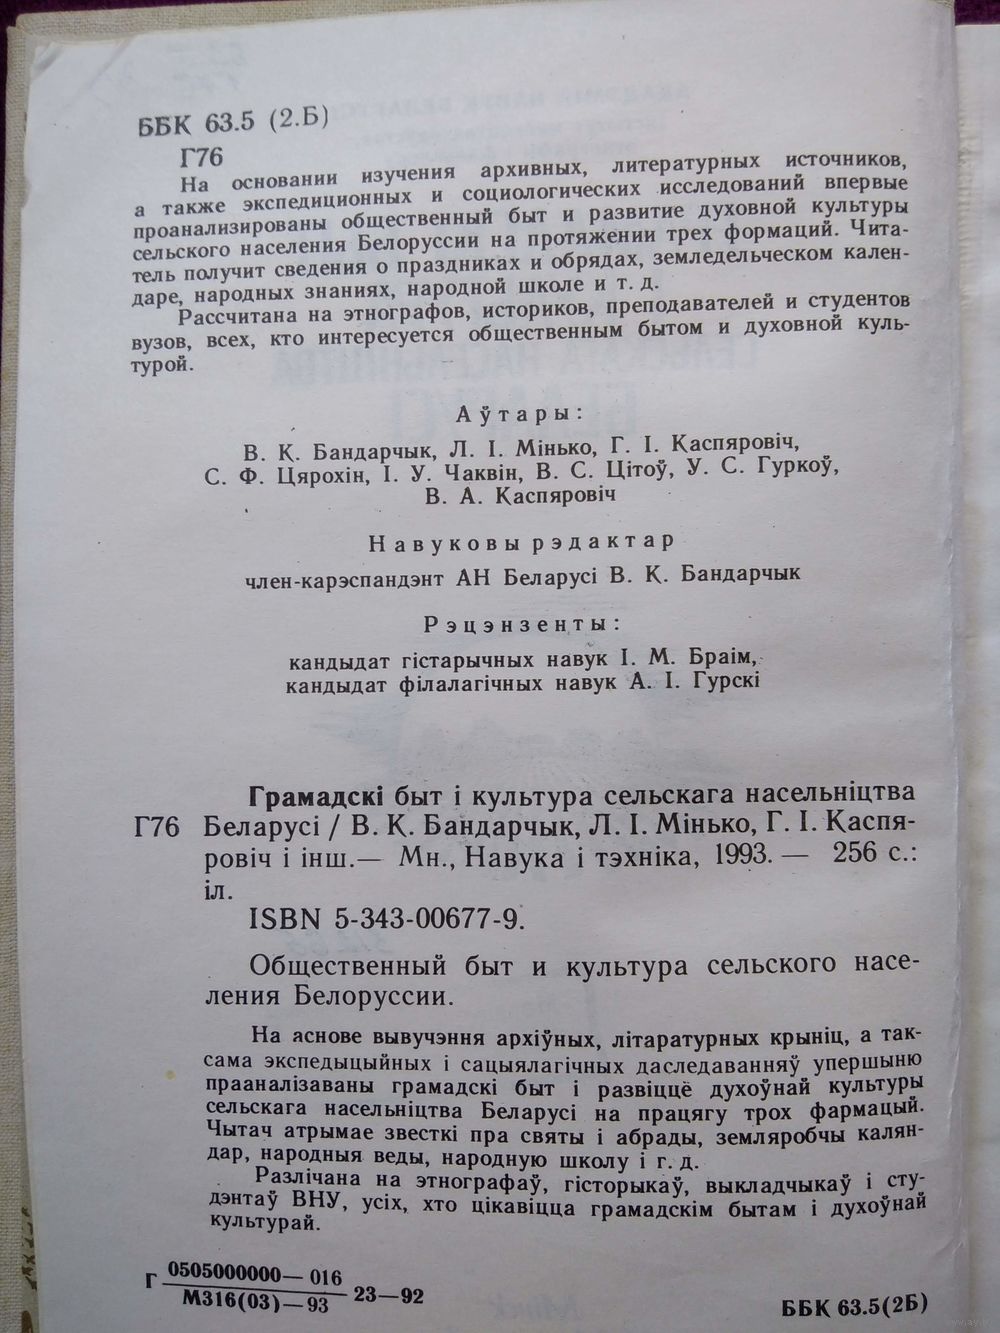 ББК 63.5 (2.Б)
Г76
На основании изучения архивных, литературных источников,
а также экспедиционных и социологических исследований впервые
проанализированы общественный быт и развитие духовной культуры
сельского населения Белоруссии на протяжении трех формаций. Чита-
тель получит сведения о праздниках и обрядах, земледельческом кален-
даре, народных знаниях, народной школе и т. д.
Рассчитана на этнографов, историков, преподавателей и студентов
вузов, всех, кто интересуется общественным бытом и духовной куль-
турой.
Аўтары:
В. К. Бандарчык, Л. І. Мінько, Г. І. Каспяровіч,
С. Ф. Цярохін, І. У. Чаквін, В. С. Цітоў, У. С. Гуркоў,
В. А. Каспяровіч
Навуковы рэдактар
член-карэспандэнт АН Беларусі В. К. Бандарчык
Рэцэнзенты:
кандыдат гістарычных навук І. М. Браім,
кандыдат філалагічных навук А. І. Гурскі
Грамадскі быт і культура сельскага насельніцтва
Г76 Беларусі / В. К. Бандарчык, Л. І. Мінько, Г. І. Каспя-
ровіч і інш.— Мн., Навука і тэхніка, 1993. — 256 с.:
іл.
ISBN 5-343-00677-9.
Общественный быт и культура сельского насе-
ления Белоруссии.
На аснове вывучэння архіўных, літаратурных крыніц, а так-
сама экспедыцыйных і сацыялагічных даследаванняў упершыню
прааналізаваны грамадскі быт і развіццё духоўнай культуры
сельскага насельніцтва Беларусі на працягу трох фармацый.
Чытач атрымае звесткі пра святы і абрады, земляробчы калян-
дар, народныя веды, народную школу і г. д.
Разлічана на этнографаў, гісторыкаў, выкладчыкаў і сту-
дэнтаў ВНУ, усіх, хто цікавіцца грамадскім бытам і духоўнай
культурай.
Г 0505000000— 016
М316(03)—93 23—92
ББК 63.5(2Б)